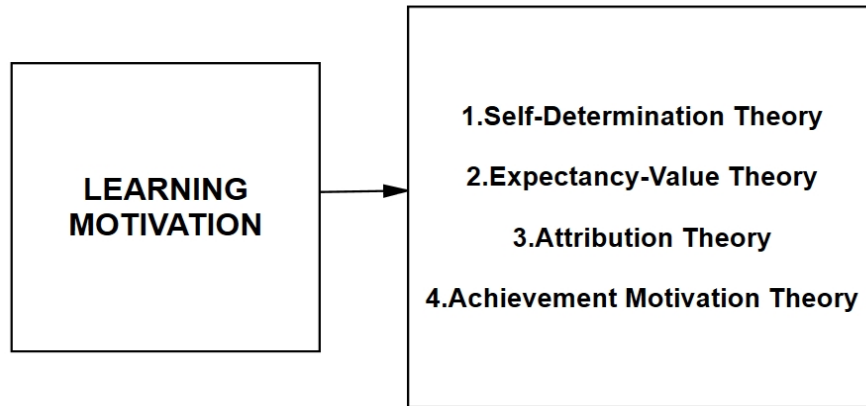 LEARNING
MOTIVATION
1.Self-Determination Theory
2.Expectancy-Value Theory
3.Attribution Theory
4.Achievement Motivation Theory